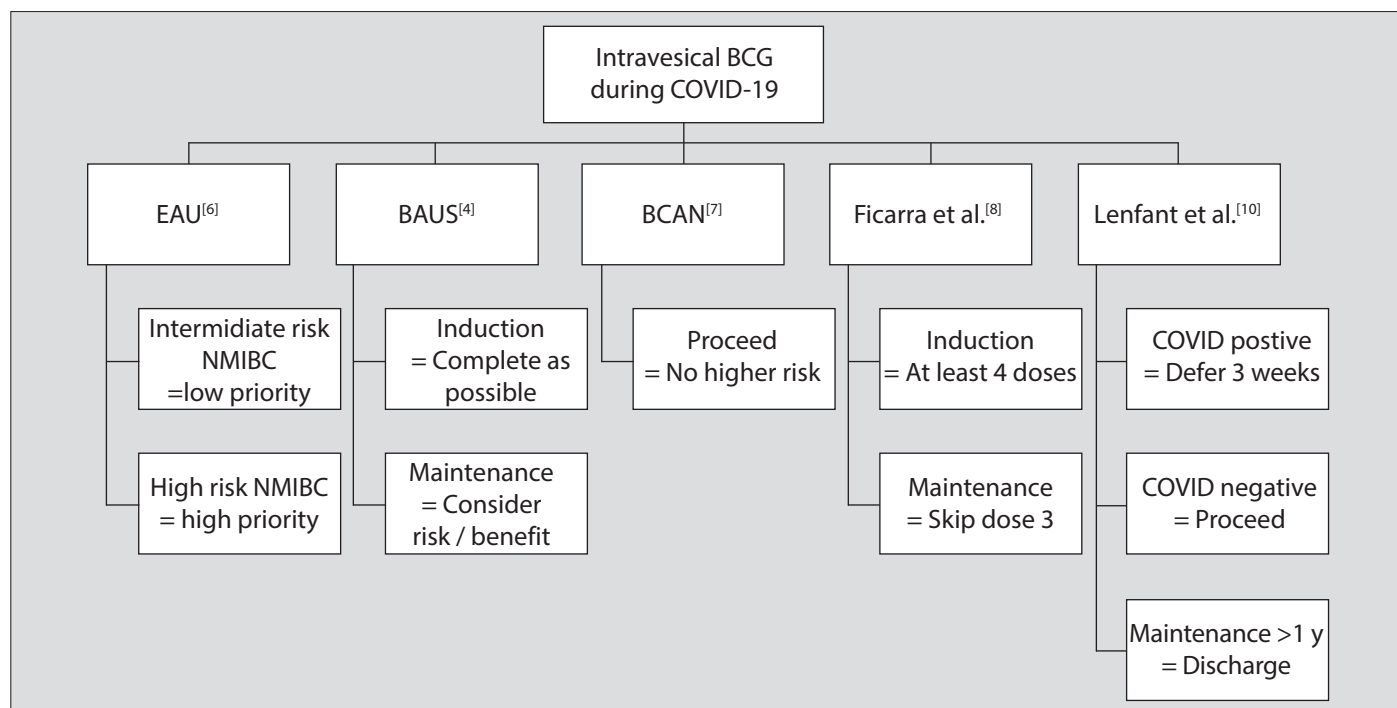 Intravesical BCG
during COVID-19
EAU[6]
BAUS[4]
BCAN[7]
Ficarra et al.[8]
Lenfant et al.[10]
Intermidiate risk
NMIBC
=low priority
High risk NMIBC
= high priority
Induction
= Complete as
possible
Maintenance
= Consider
risk / benefit
Proceed
= No higher risk
Induction
= At least 4 doses
Maintenance
= Skip dose 3
COVID postive
= Defer 3 weeks
COVID negative
= Proceed
Maintenance >1 y
= Discharge